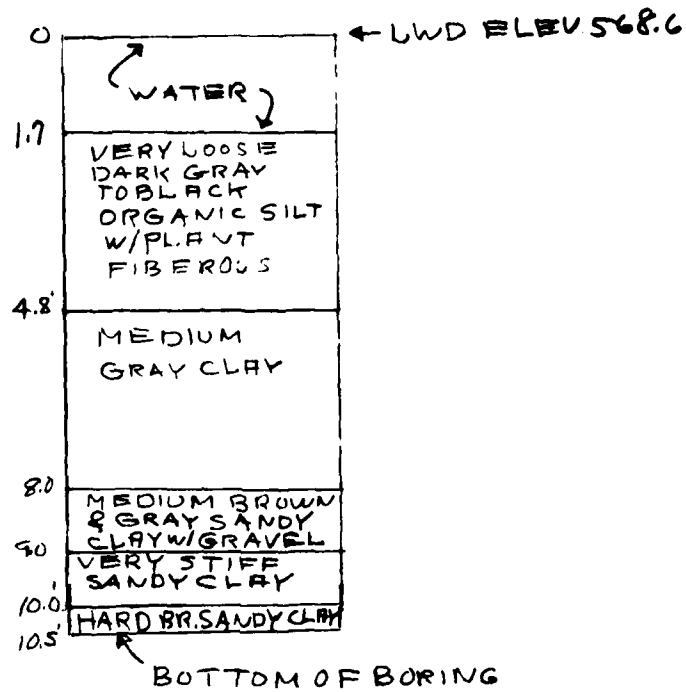 0 ← LWD ELEV 568.6
WATER
1.7
VERY LOOSE
DARK GRAY
TO BLACK
ORGANIC SILT
W/PLANT
FIBEROUS
4.8'
MEDIUM
GRAY CLAY
8.0
MEDIUM BROWN
& GRAY SANDY
CLAY W/GRAVEL
9.0
VERY STIFF
SANDY CLAY
10.0'
HARD BR. SANDY CLAY
10.5'
BOTTOM OF BORING